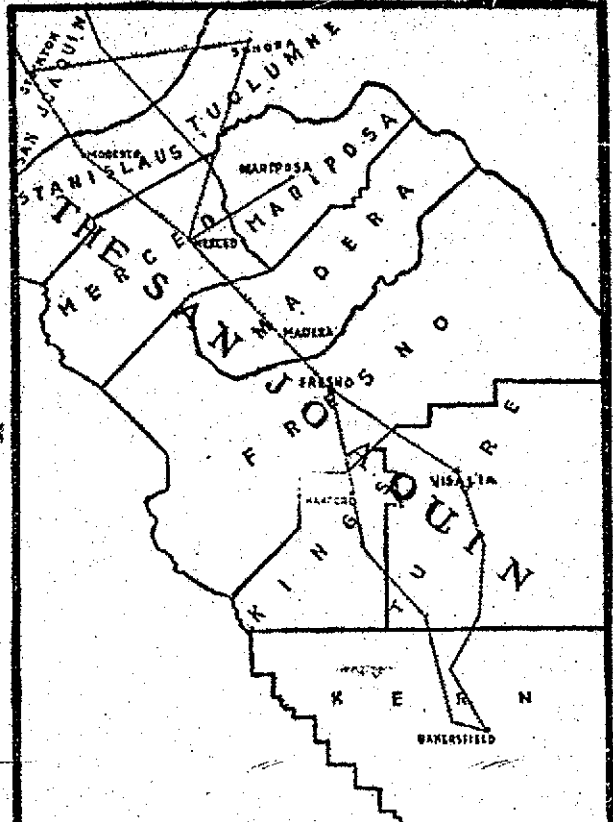 STOCKTON
SAN JOAQUIN
SONORA
TUOLUMNE
MODESTO
STANISLAUS
MARIPOSA
MARIPOSA
THE SAN JOAQUIN
MERCED
MERCED
MADERA
MADERA
FRESNO
FRESNO
VISALIA
HANFORD
KINGS
TULARE
KERN
BAKERSFIELD